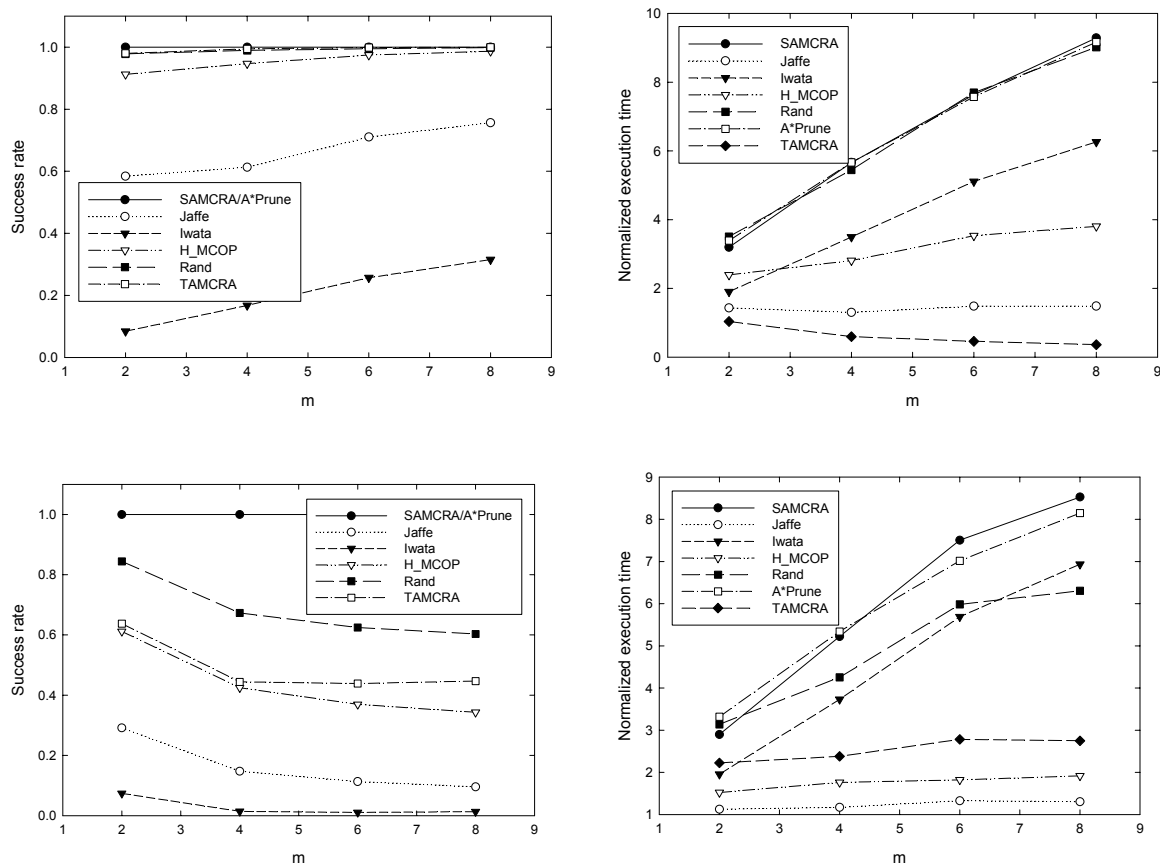 Success rate
1.0
0.8
0.6
0.4
0.2
0.0
SAMCRA/A*Prune
Jaffe
Iwata
H_MCOP
Rand
TAMCRA
1 2 3 4 5 6 7 8 9
m
Normalized execution time
10
8
6
4
2
0
SAMCRA
Jaffe
Iwata
H_MCOP
Rand
A*Prune
TAMCRA
1 2 3 4 5 6 7 8 9
m
Success rate
1.0
0.8
0.6
0.4
0.2
0.0
SAMCRA/A*Prune
Jaffe
Iwata
H_MCOP
Rand
TAMCRA
1 2 3 4 5 6 7 8 9
m
Normalized execution time
9
8
7
6
5
4
3
2
1
SAMCRA
Jaffe
Iwata
H_MCOP
Rand
A*Prune
TAMCRA
1 2 3 4 5 6 7 8 9
m